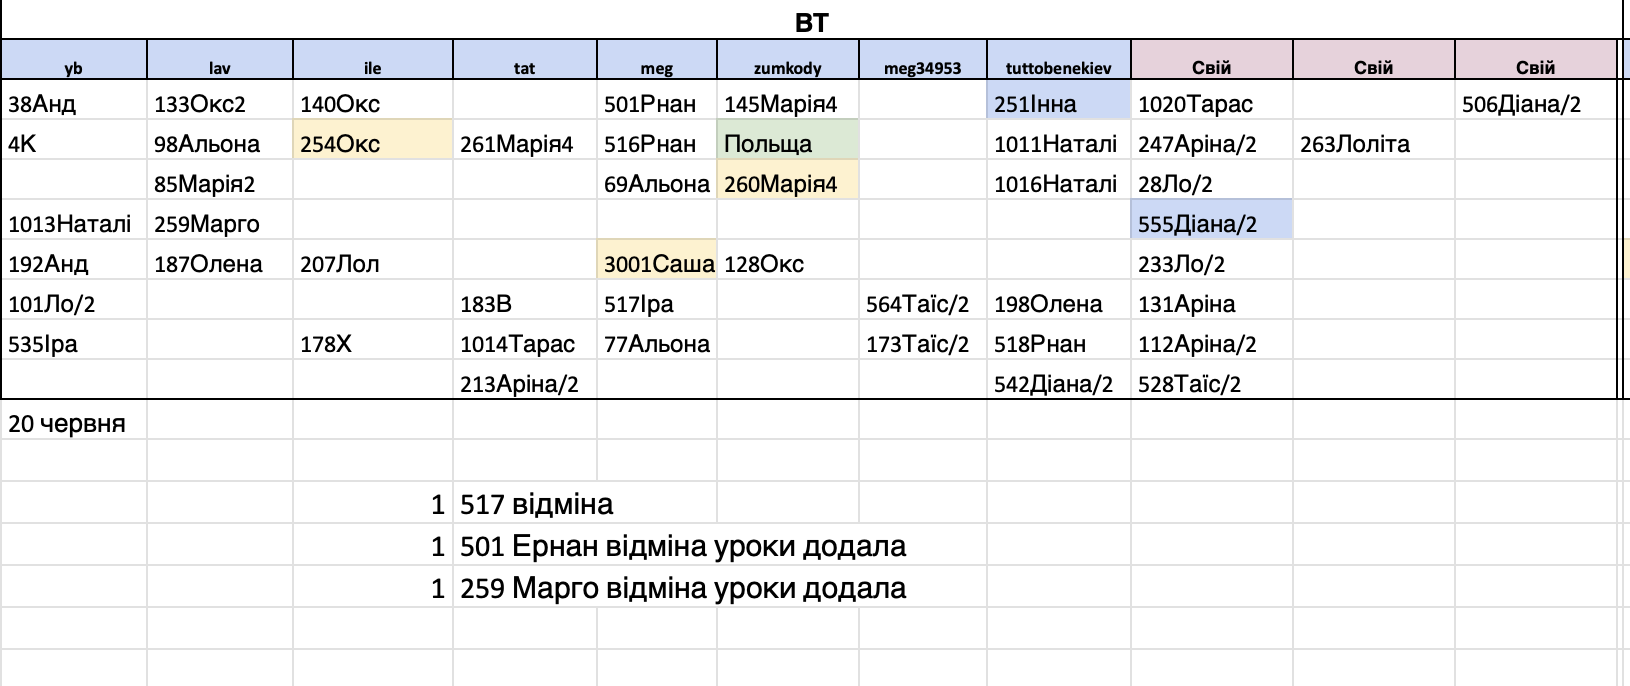 ВТ
yb lav ile tat meg zumkody meg34953 tuttobenekiev Свій Свій Свій
38Анд 133Окс2 140Окс 501Рнан 145Марія4 251Інна 1020Тарас 506Діана/2
4К 98Альона 254Окс 261Марія4 516Рнан Польща 1011Наталі 247Аріна/2 263Лоліта
85Марія2 69Альона 260Марія4 1016Наталі 28Ло/2
1013Наталі 259Марго 555Діана/2
192Анд 187Олена 207Лол 3001Саша 128Окс 233Ло/2
101Ло/2 183В 517Іра 564Таїс/2 198Олена 131Аріна
535Іра 178Х 1014Тарас 77Альона 173Таїс/2 518Рнан 112Аріна/2
213Аріна/2 542Діана/2 528Таїс/2
20 червня
1 517 відміна
1 501 Ернан відміна уроки додала
1 259 Марго відміна уроки додала